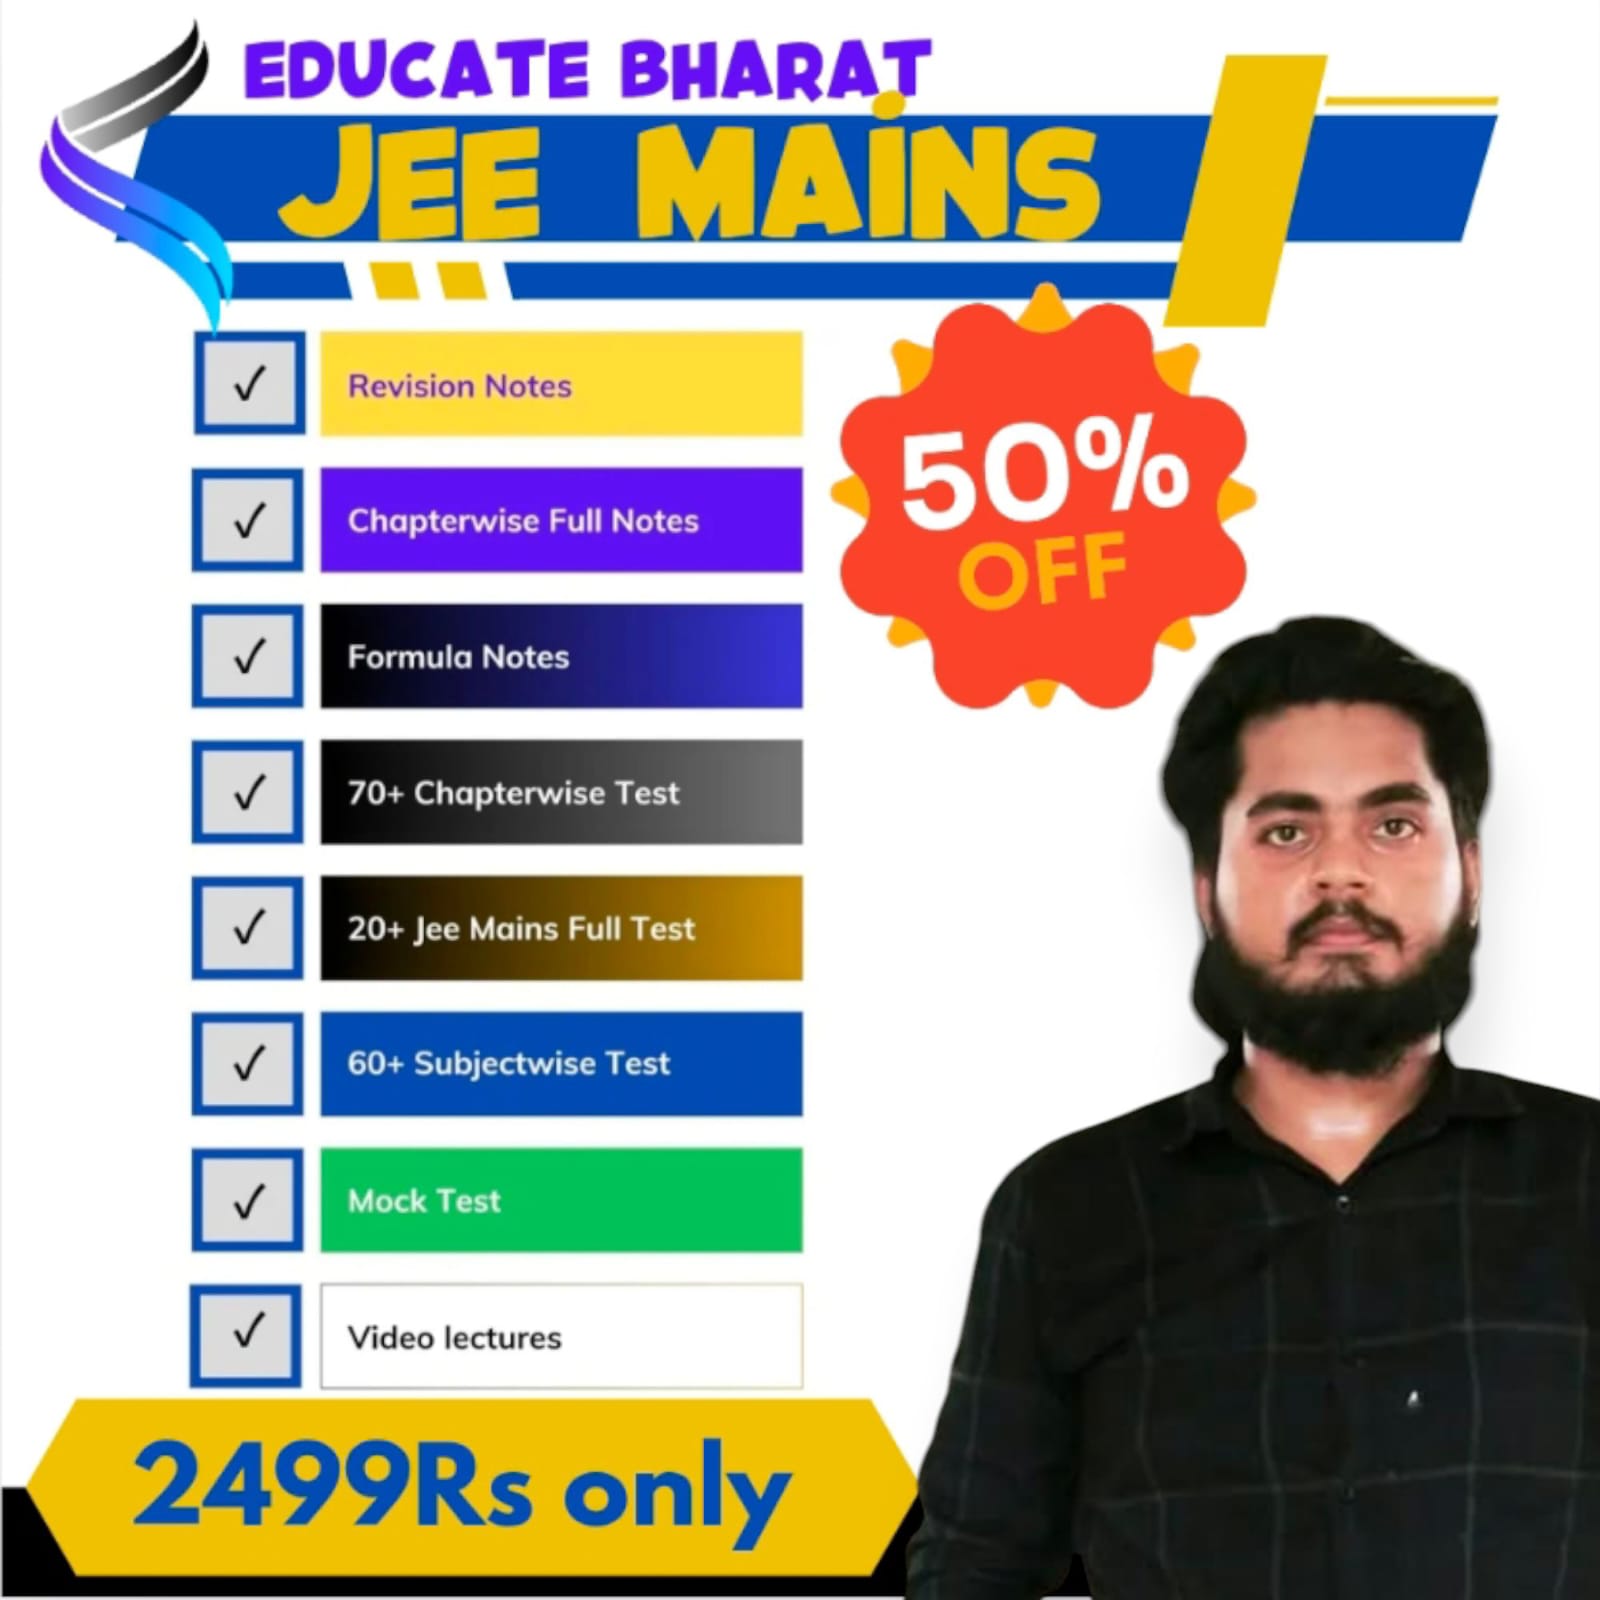 EDUCATE BHARAT
JEE MAiNS
Revision Notes
Chapterwise Full Notes
Formula Notes
70+ Chapterwise Test
20+ Jee Mains Full Test
60+ Subjectwise Test
Mock Test
Video lectures
50%
OFF
2499Rs only